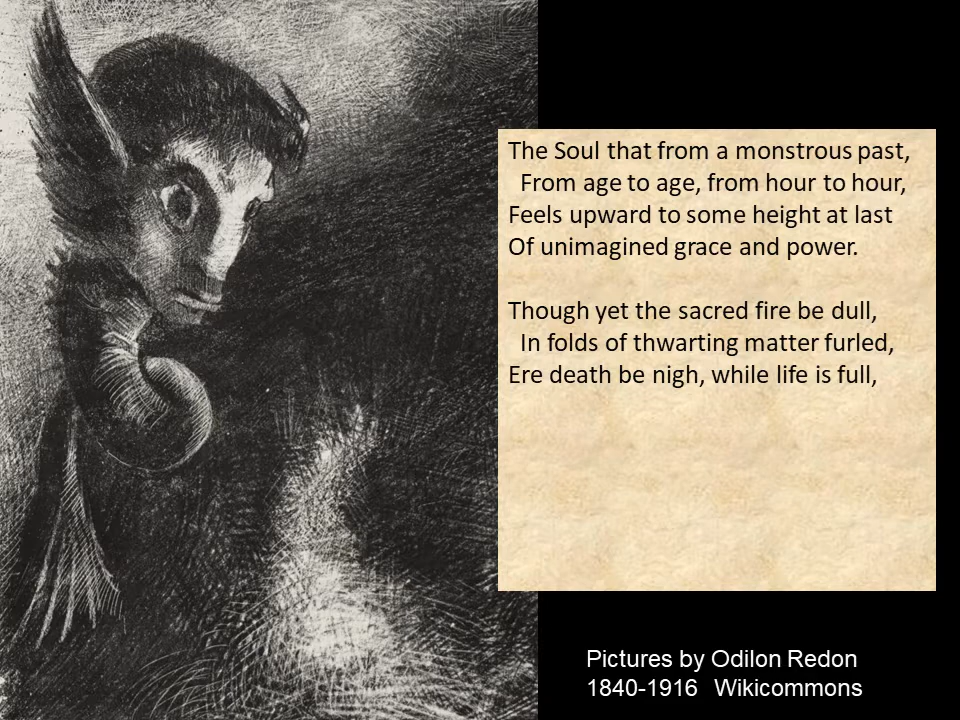 The Soul that from a monstrous past,
From age to age, from hour to hour,
Feels upward to some height at last
Of unimagined grace and power.
Though yet the sacred fire be dull,
In folds of thwarting matter furled,
Ere death be nigh, while life is full,
Pictures by Odilon Redon
1840-1916 Wikicommons